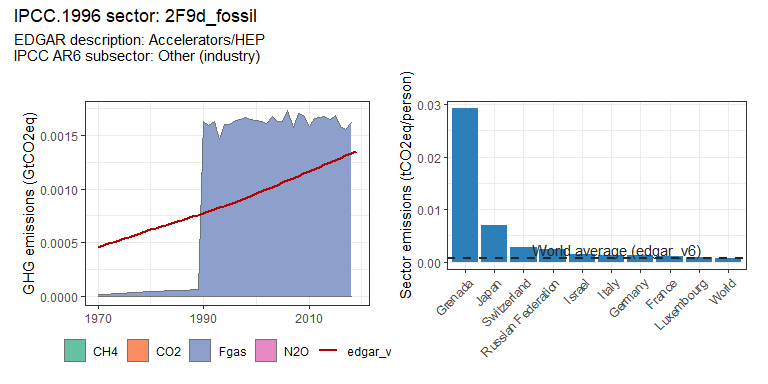 IPCC.1996 sector: 2F9d_fossil
EDGAR description: Accelerators/HEP
IPCC AR6 subsector: Other (industry)
GHG emissions (GtCO2eq)
0.0015
0.0010
0.0005
0.0000
1970
1990
2010
CH4
CO2
Fgas
N2O
edgar_v
Sector emissions (tCO2eq/person)
0.03
0.02
0.01
0.00
World average (edgar_v6)
Grenada
Japan
Switzerland
Russian Federation
Israel
Italy
Germany
France
Luxembourg
World